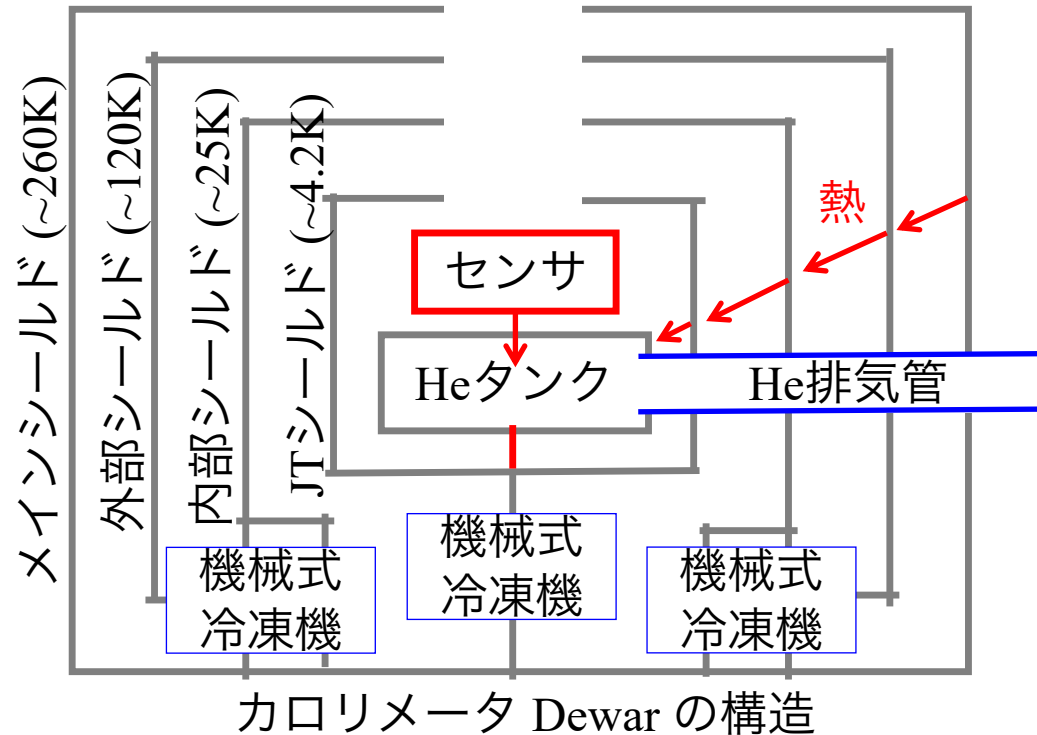 メインシールド (~260K)
外部シールド (~120K)
内部シールド (~25K)
JTシールド (~4.2K)
熱
センサ
Heタンク
He排気管
機械式
冷凍機
機械式
冷凍機
機械式
冷凍機
カロリメータ Dewar の構造